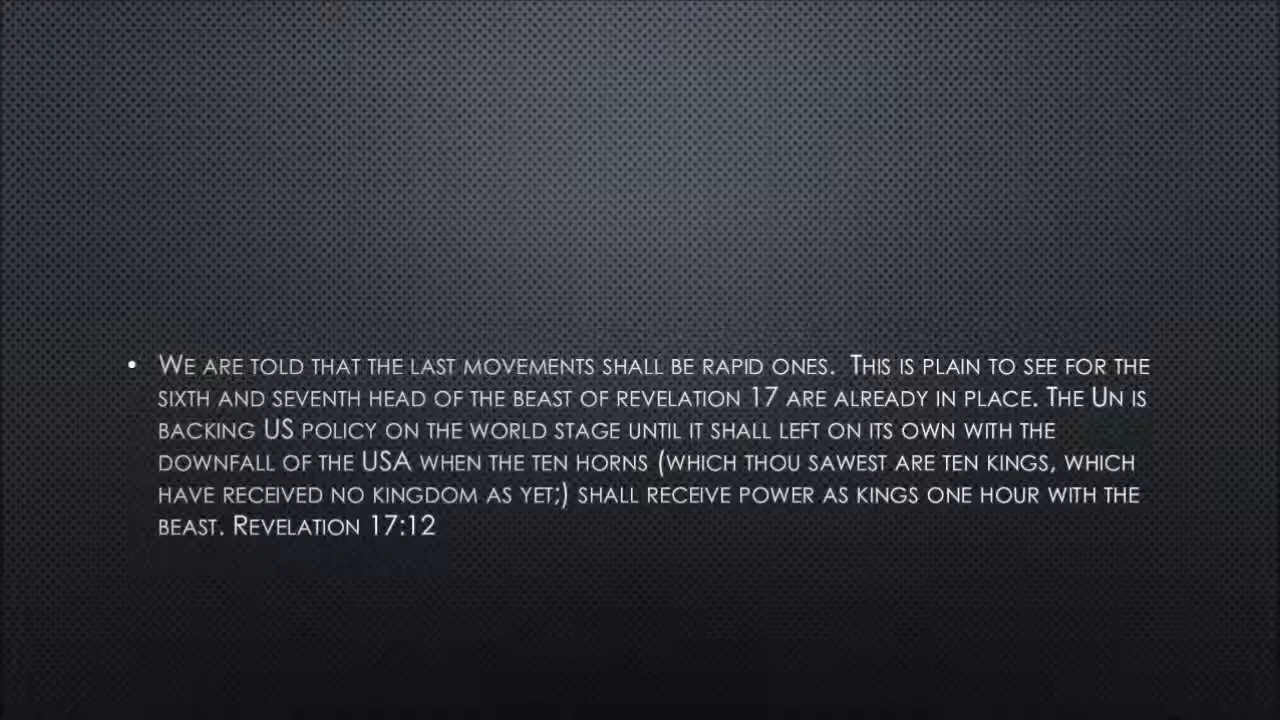 • We are told that the last movements shall be rapid ones. This is plain to see for the
sixth and seventh head of the beast of revelation 17 are already in place. The Un is
backing US policy on the world stage until it shall left on its own with the
downfall of the USA when the ten horns (which thou sawest are ten kings, which
have received no kingdom as yet;) shall receive power as kings one hour with the
beast. Revelation 17:12